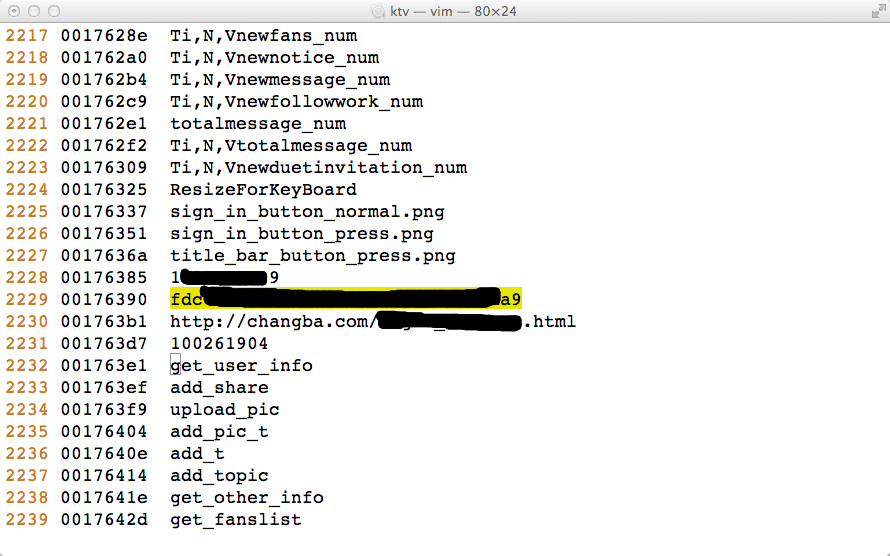 ktv — vim — 80×24
2217 0017628e Ti,N,Vnewfans_num
2218 001762a0 Ti,N,Vnewnotice_num
2219 001762b4 Ti,N,Vnewmessage_num
2220 001762c9 Ti,N,Vnewfollowwork_num
2221 001762e1 totalmessage_num
2222 001762f2 Ti,N,Vtotalmessage_num
2223 00176309 Ti,N,Vnewduetinvitation_num
2224 00176325 ResizeForKeyBoard
2225 00176337 sign_in_button_normal.png
2226 00176351 sign_in_button_press.png
2227 0017636a title_bar_button_press.png
2228 00176385 1 9
2229 00176390 fdc a9
2230 001763b1 http://changba.com/ .html
2231 001763d7 100261904
2232 001763e1 get_user_info
2233 001763ef add_share
2234 001763f9 upload_pic
2235 00176404 add_pic_t
2236 0017640e add_t
2237 00176414 add_topic
2238 0017641e get_other_info
2239 0017642d get_fanslist